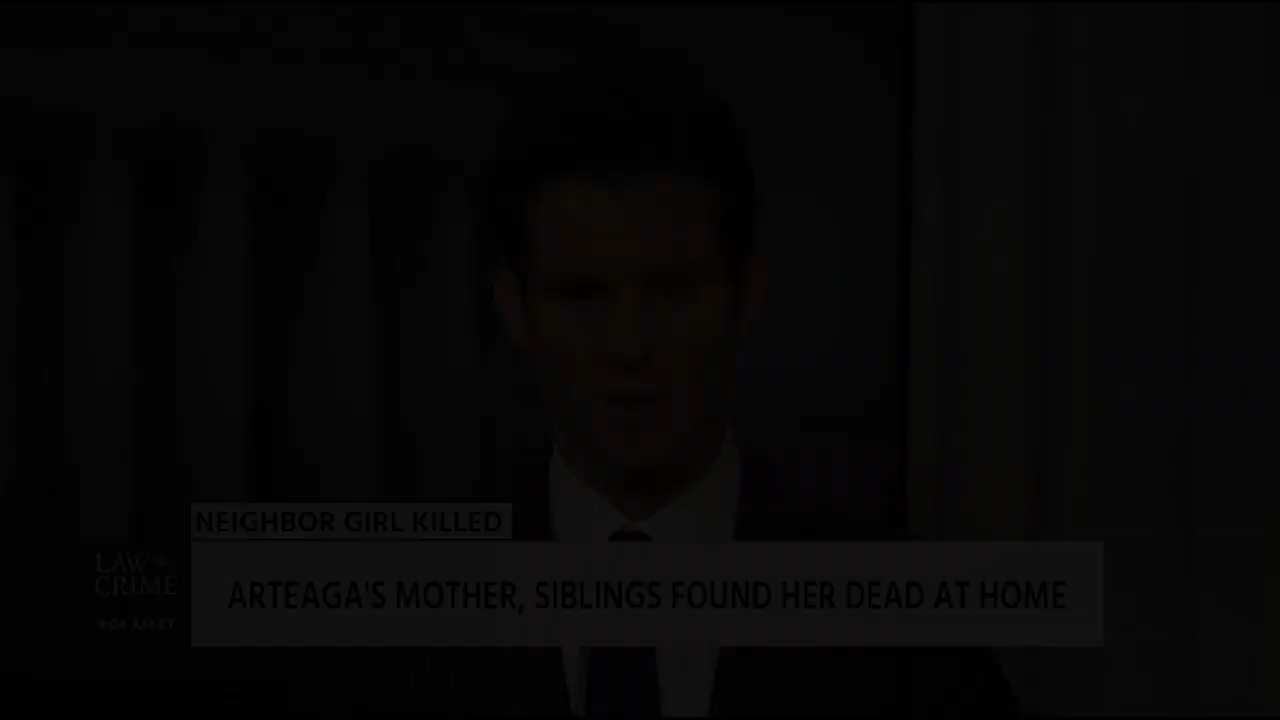 NEIGHBOR GIRL KILLED
LAW
CRIME
ARTEAGA'S MOTHER, SIBLINGS FOUND HER DEAD AT HOME